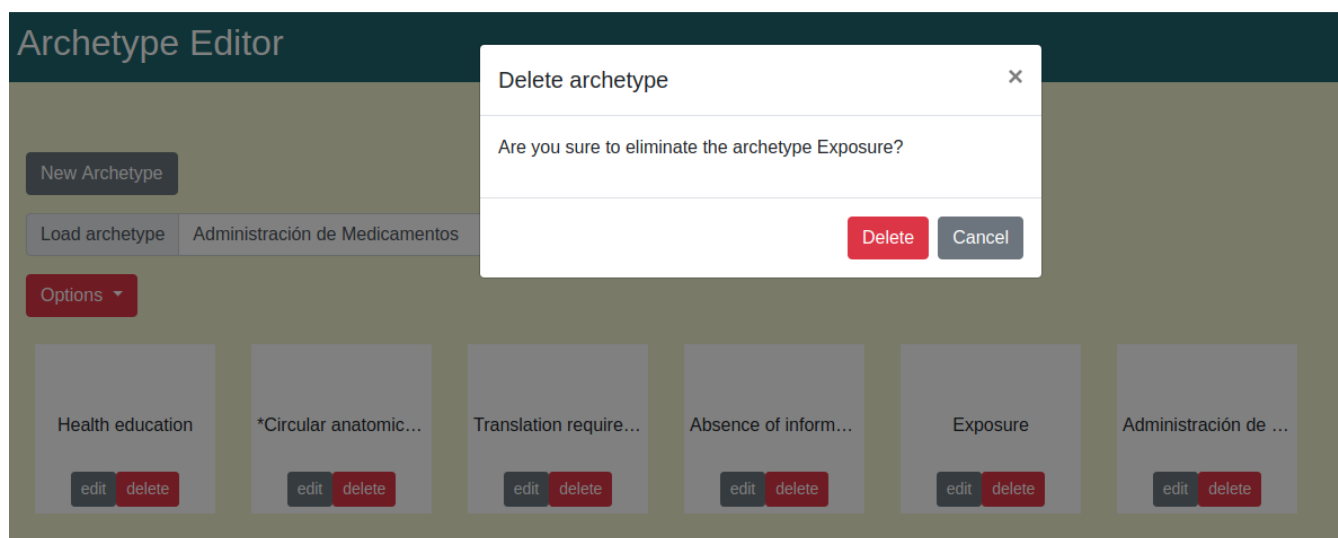 Archetype Editor
Delete archetype
×
Are you sure to eliminate the archetype Exposure?
New Archetype
Load archetype Administración de Medicamentos
Delete Cancel
Options
Health education *Circular anatomic… Translation require… Absence of inform… Exposure Administración de …
edit delete edit delete edit delete edit delete edit delete edit delete